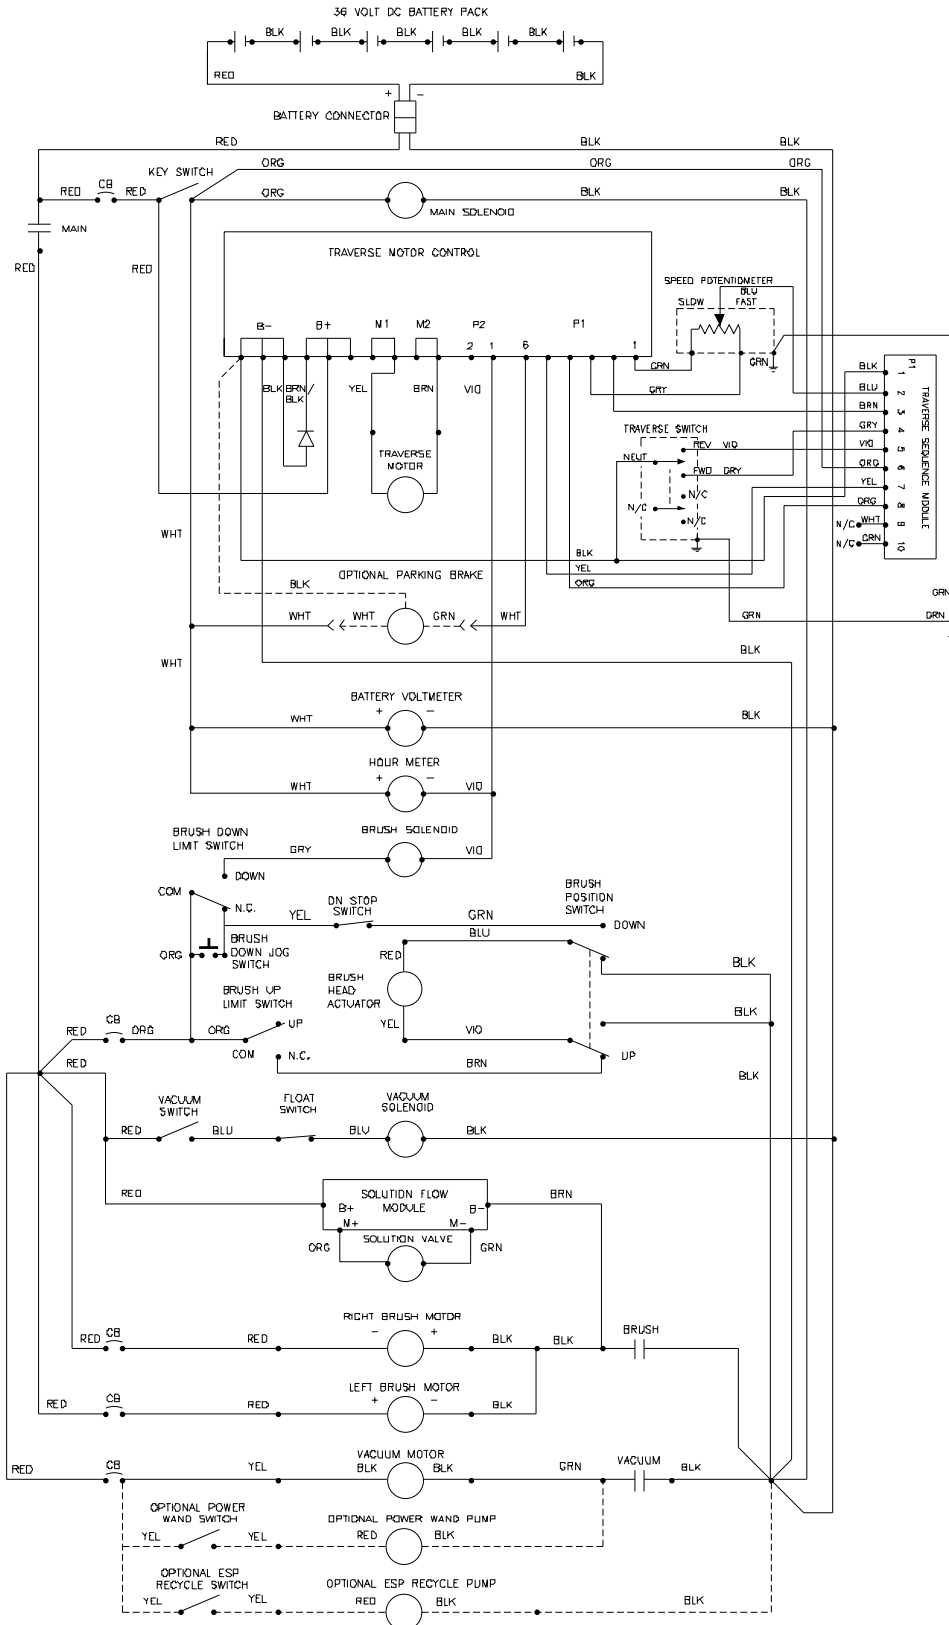 36 VOLT DC BATTERY PACK
BLK BLK BLK BLK BLK
RED BLK
+ -
BATTERY CONNECTOR
RED BLK BLK
ORG ORG ORG
KEY SWITCH
RED CB RED ORG BLK BLK
MAIN SOLENOID
MAIN
RED RED
TRAVERSE MOTOR CONTROL
SPEED POTENTIOMETER
BLU
SLOW FAST
B- B+ M1 M2 P2 P1
2 1 6 1
GRN GRN
BLK BRN/ BLK YEL BRN VIO GRY
P1
TRAVERSE SEQUENCE MODULE
BLK 1
BLU 2
BRN 3
GRY 4
VIO 5
ORG 6
YEL 7
ORG 8
N/C WHT 9
N/C GRN 10
TRAVERSE SWITCH
REV VIO
NEUT
FWD GRY
N/C
N/C
N/C
TRAVERSE
MOTOR
WHT
BLK
YEL
ORG
OPTIONAL PARKING BRAKE
BLK
WHT WHT GRN WHT
GRN
GRN GRN
BLK
WHT
BATTERY VOLTMETER
WHT + - BLK
HOUR METER
WHT + - VIO
BRUSH SOLENOID
GRY VIO
BRUSH DOWN
LIMIT SWITCH
DOWN
COM
N.C.
YEL
DN STOP
SWITCH
GRN
BRUSH
POSITION
SWITCH
DOWN
BLU
ORG
BRUSH
DOWN JOG
SWITCH
RED
BRUSH
HEAD
ACTUATOR
BLK
BRUSH UP
LIMIT SWITCH
UP
YEL VIO
BLK
RED CB ORG ORG
COM N.C. BRN UP
RED BLK
VACUUM
SWITCH
FLOAT
SWITCH
VACUUM
SOLENOID
RED BLU BLU BLK
RED BRN
SOLUTION FLOW
MODULE
B+ B-
M+ M-
ORG SOLUTION VALVE GRN
RIGHT BRUSH MOTOR
RED CB RED - + BLK BLK BRUSH
LEFT BRUSH MOTOR
RED CB RED + - BLK
VACUUM MOTOR
RED CB YEL BLK BLK GRN VACUUM BLK
OPTIONAL POWER
WAND SWITCH
OPTIONAL POWER WAND PUMP
YEL YEL RED BLK
OPTIONAL ESP
RECYCLE SWITCH
OPTIONAL ESP RECYCLE PUMP
YEL YEL RED BLK BLK